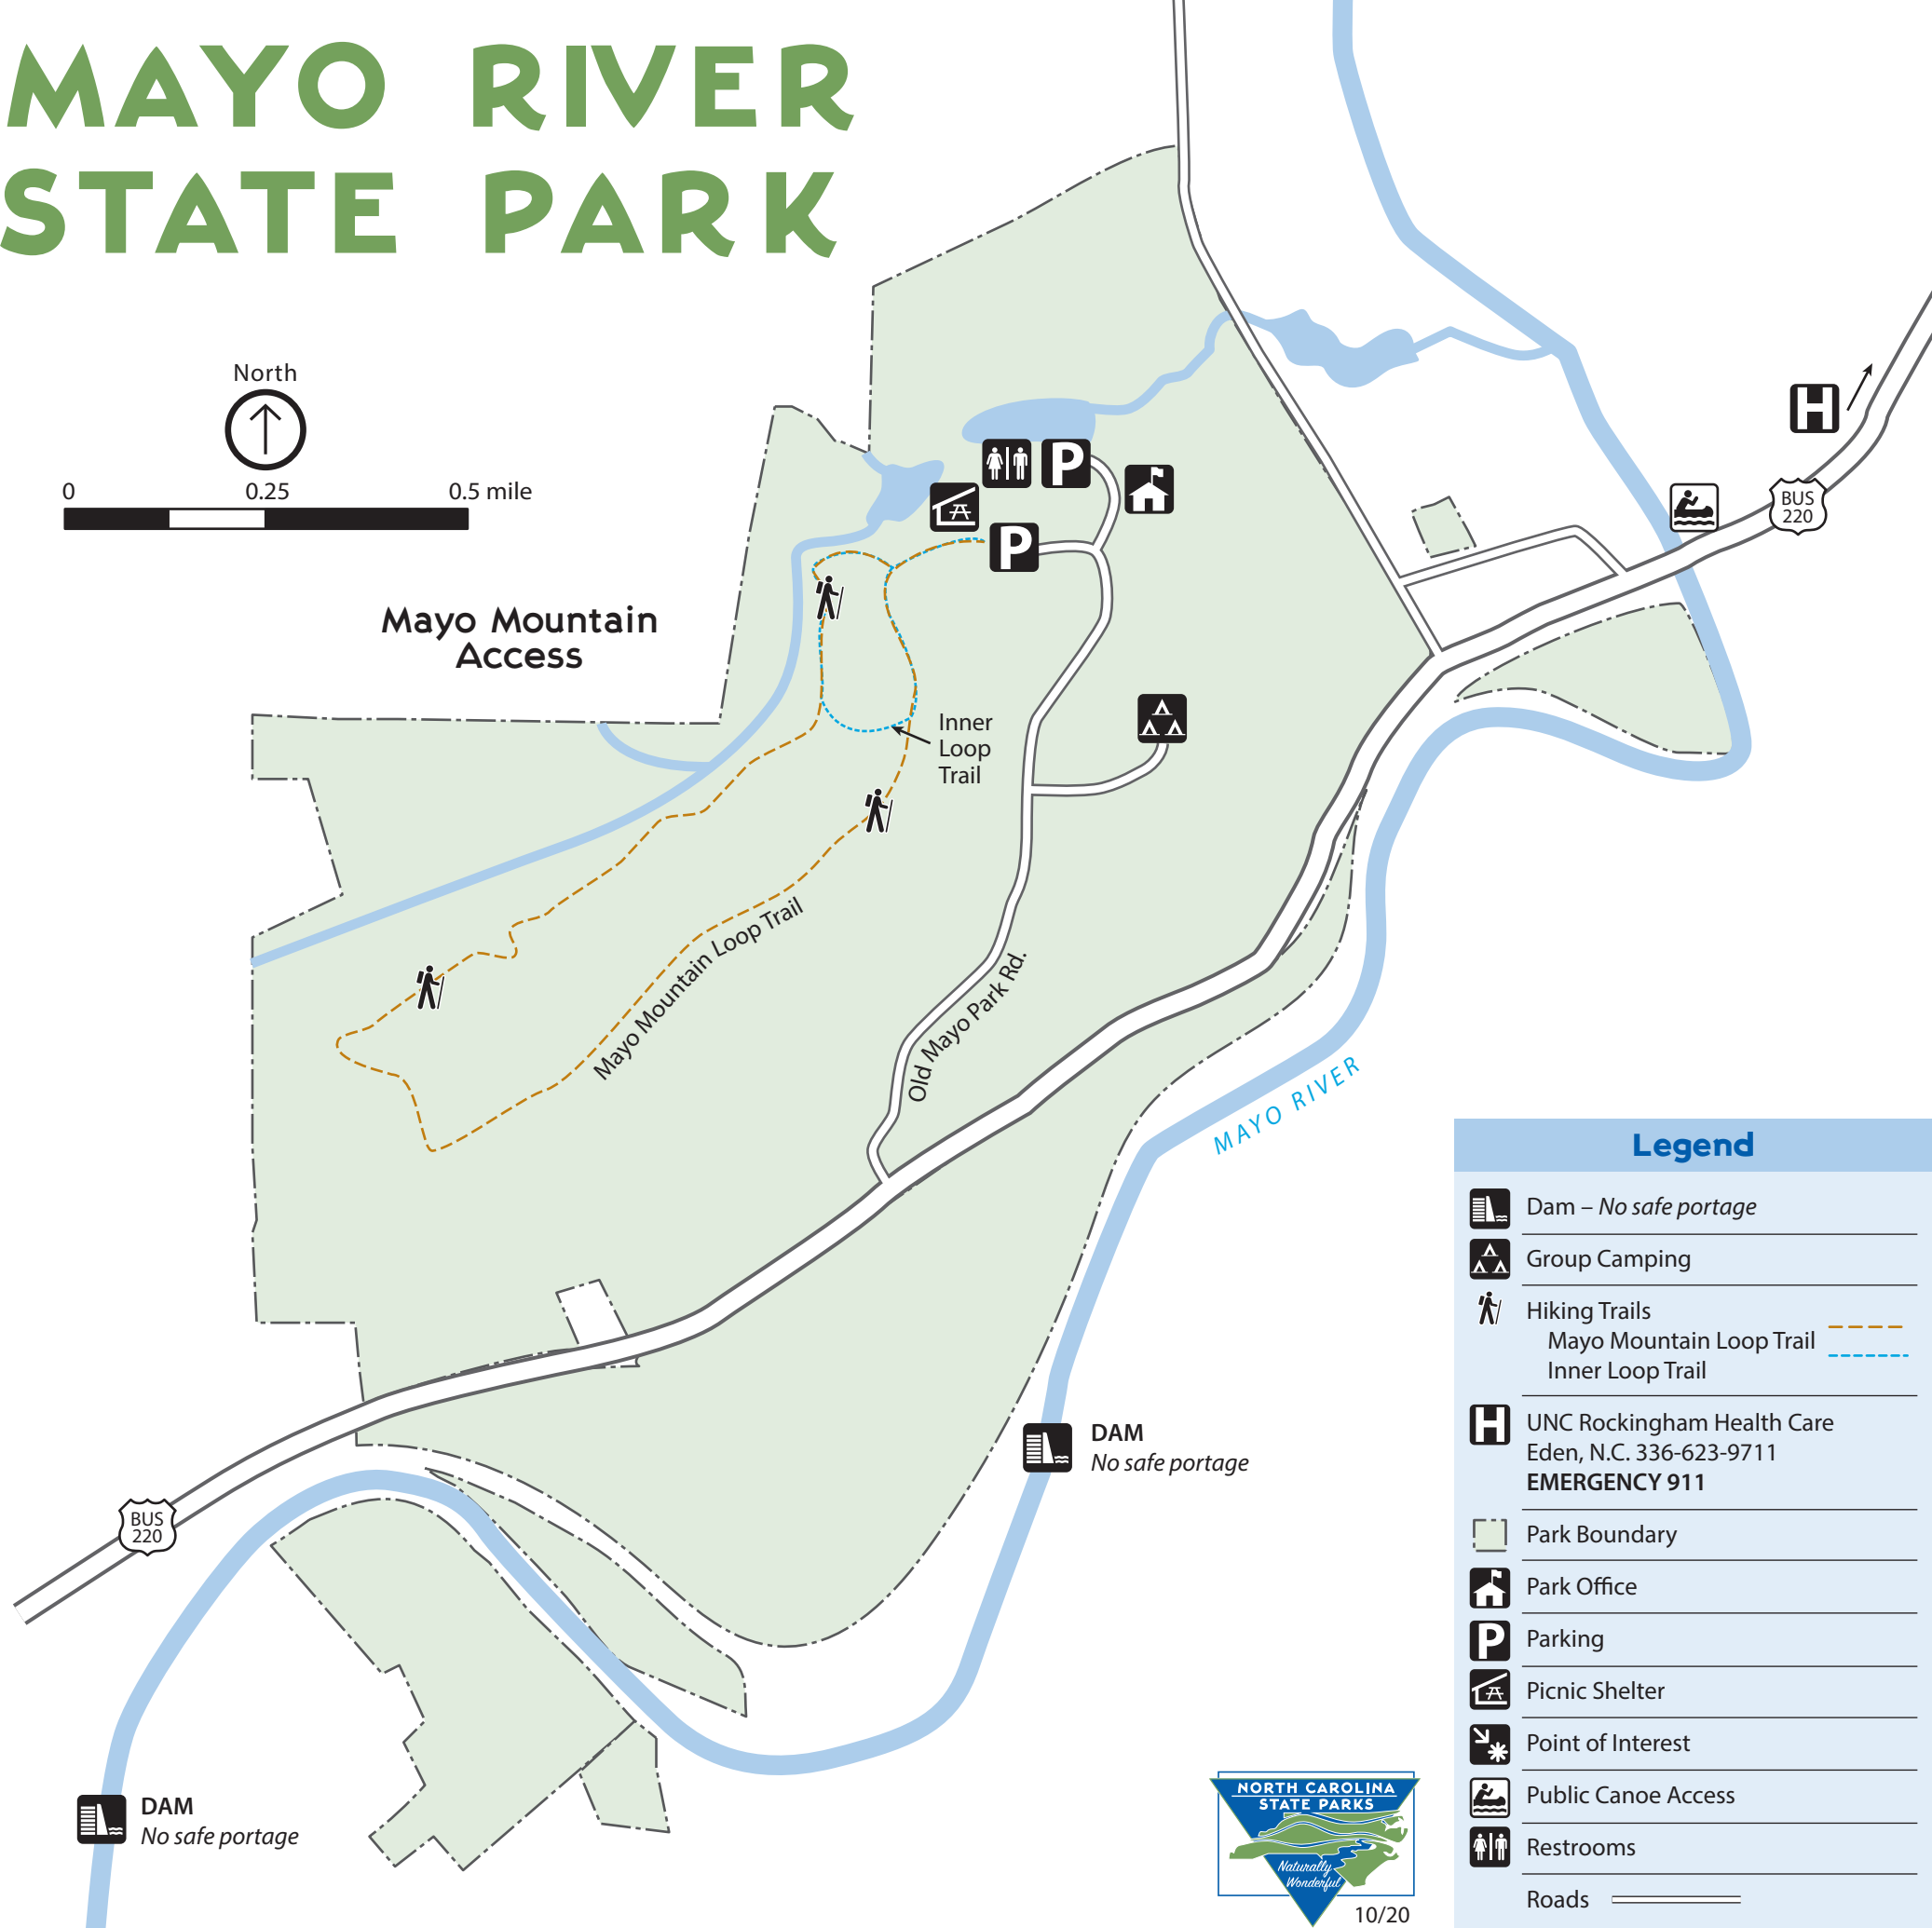 MAYO RIVER
STATE PARK
North
0 0.25 0.5 mile
BUS
220
Mayo Mountain
Access
Inner
Loop
Trail
Mayo Mountain Loop Trail
Old Mayo Park Rd.
MAYO RIVER
DAM
No safe portage
BUS
220
DAM
No safe portage
Legend
Dam – No safe portage
Group Camping
Hiking Trails
Mayo Mountain Loop Trail
Inner Loop Trail
UNC Rockingham Health Care
Eden, N.C. 336-623-9711
EMERGENCY 911
Park Boundary
Park Office
Parking
Picnic Shelter
Point of Interest
Public Canoe Access
Restrooms
Roads
NORTH CAROLINA
STATE PARKS
Naturally
Wonderful
10/20
H
P
P
H
P